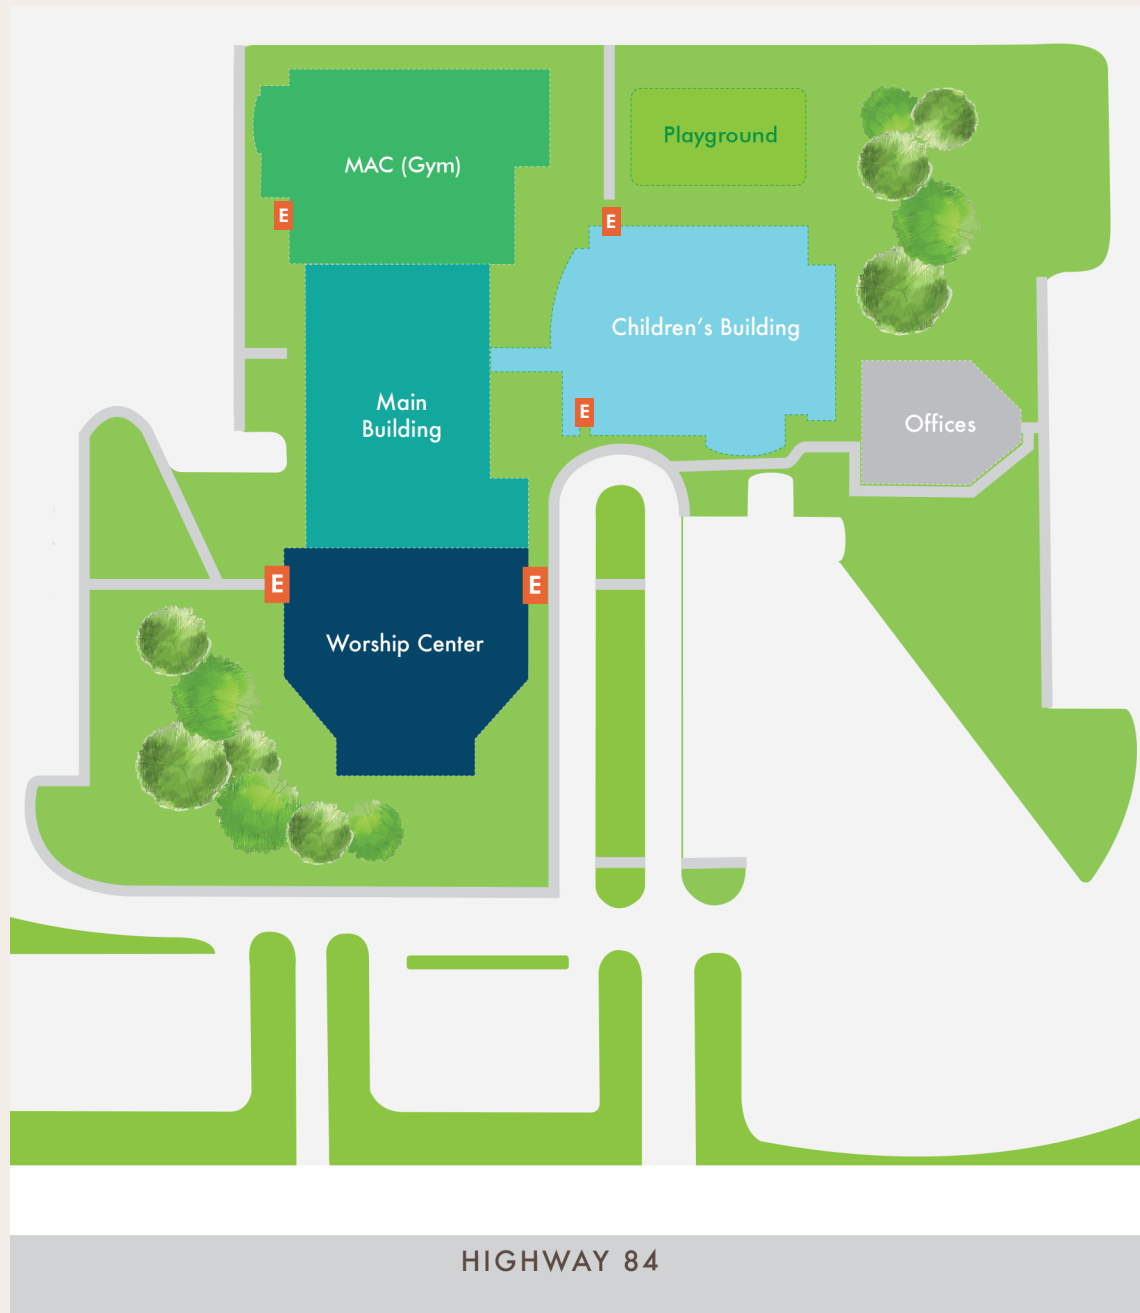 Playground
MAC (Gym)
E
E
Children's Building
Main
Building
E
Offices
E
E
Worship Center
HIGHWAY 84